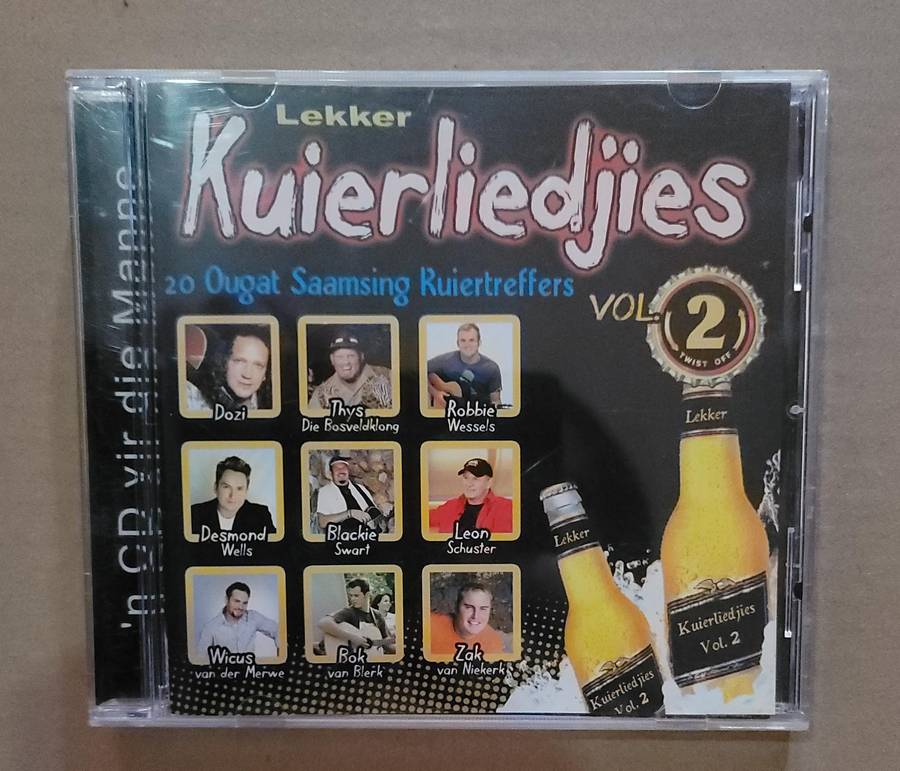 Lekker
Kuierliedjies
20 Ougat Saamsing Kuiertreffers
VOL. 2
TWIST OFF
Dozi
Thys
Die Bosveldklong
Robbie
Wessels
Desmond
Wells
Blackie
Swart
Leon
Schuster
Wicus
van der Merwe
Bok
van Blerk
Zak
van Niekerk
Lekker
Kuierliedjies
Vol. 2
Lekker
Kuierliedjies
Vol. 2
'n CD vir die Manne